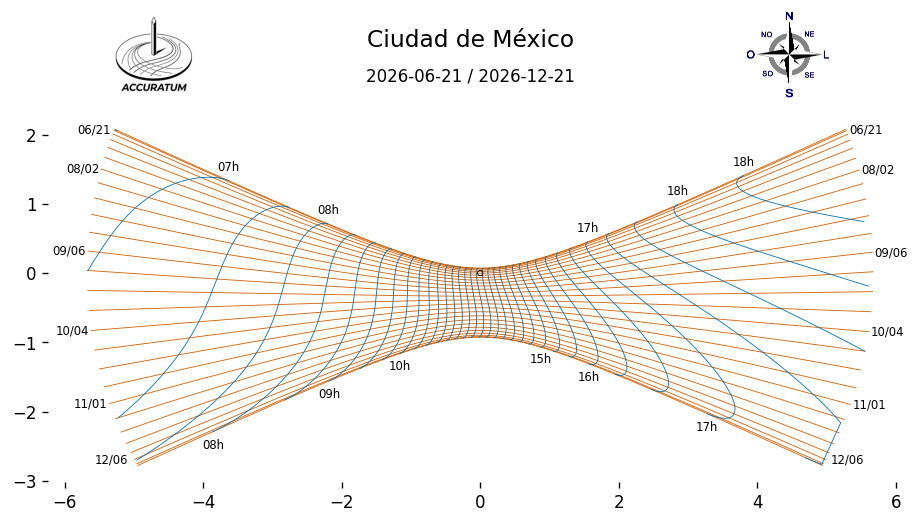 Ciudad de México
2026-06-21 / 2026-12-21
ACCURATUM
N
NO
NE
O
L
SO
SE
S
06/21
06/21
08/02
08/02
09/06
09/06
10/04
10/04
11/01
11/01
12/06
12/06
07h
08h
17h
18h
18h
08h
09h
10h
15h
16h
17h
2
1
0
−1
−2
−3
−6
−4
−2
0
2
4
6